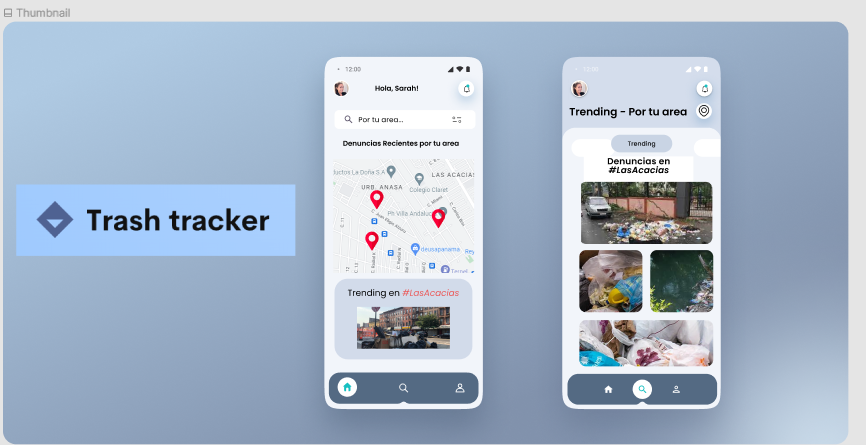 Thumbnail
Trash tracker
12:00
Hola, Sarah!
Por tu area...
Denuncias Recientes por tu area
uctos La Doña S.A
LAS ACACIAS
URB. ANASA
Colegio Claret
Ph Villa Andaluc
deusapanama
Trending en #LasAcacias
12:00
Trending - Por tu area
Trending
Denuncias en
#LasAcacias